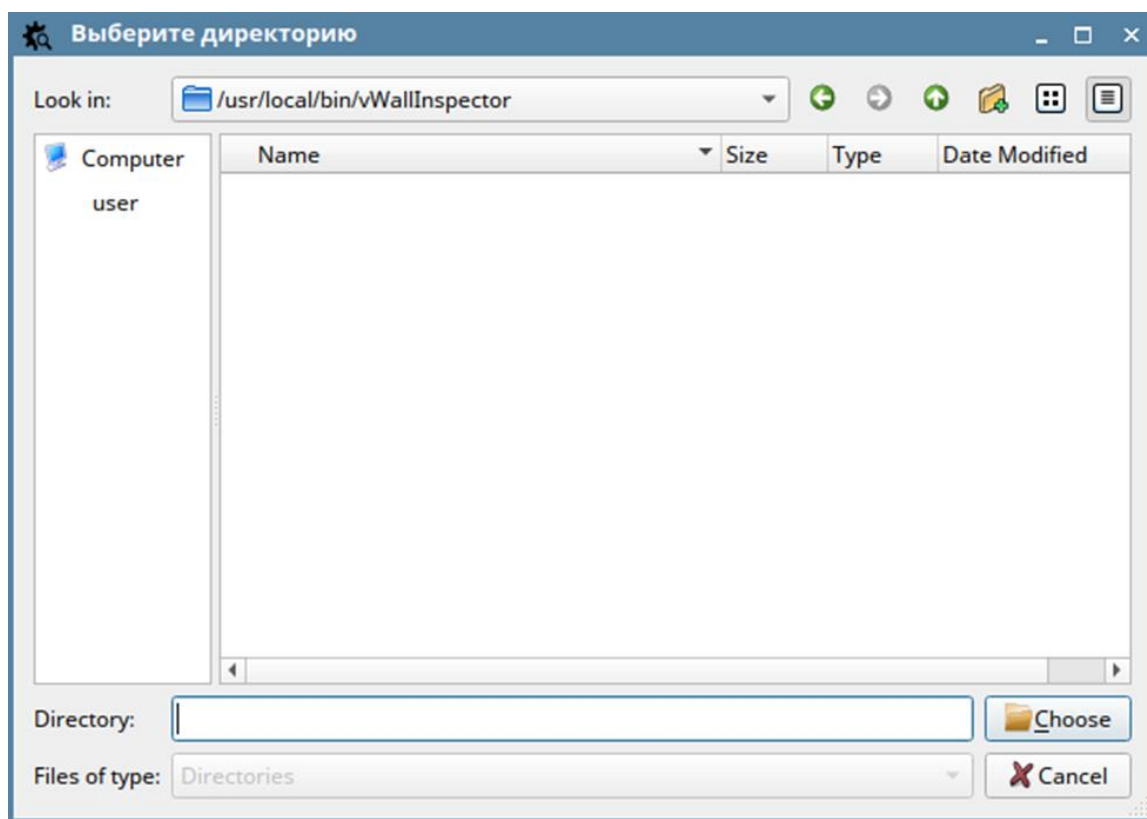 Выберите директорию
Look in: /usr/local/bin/vWallInspector
Computer
user
Name Size Type Date Modified
Directory: Choose
Files of type: Directories Cancel